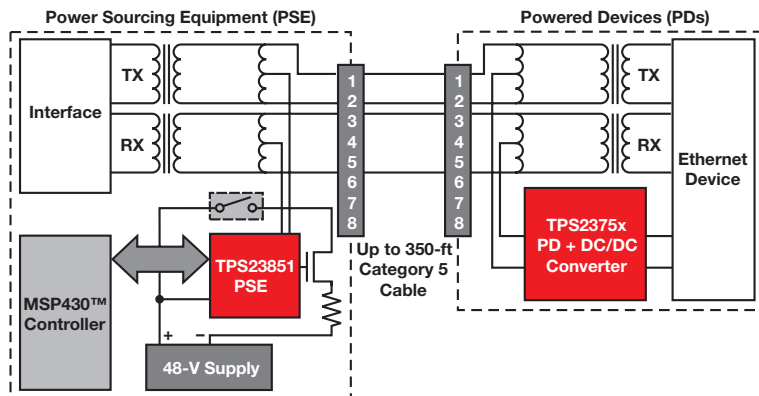 Power Sourcing Equipment (PSE)
Powered Devices (PDs)
Interface
TX
RX
1
2
3
4
5
6
7
8
1
2
3
4
5
6
7
8
TX
RX
Ethernet
Device
MSP430™
Controller
TPS23851
PSE
+
–
48-V Supply
Up to 350-ft
Category 5
Cable
TPS2375x
PD + DC/DC
Converter